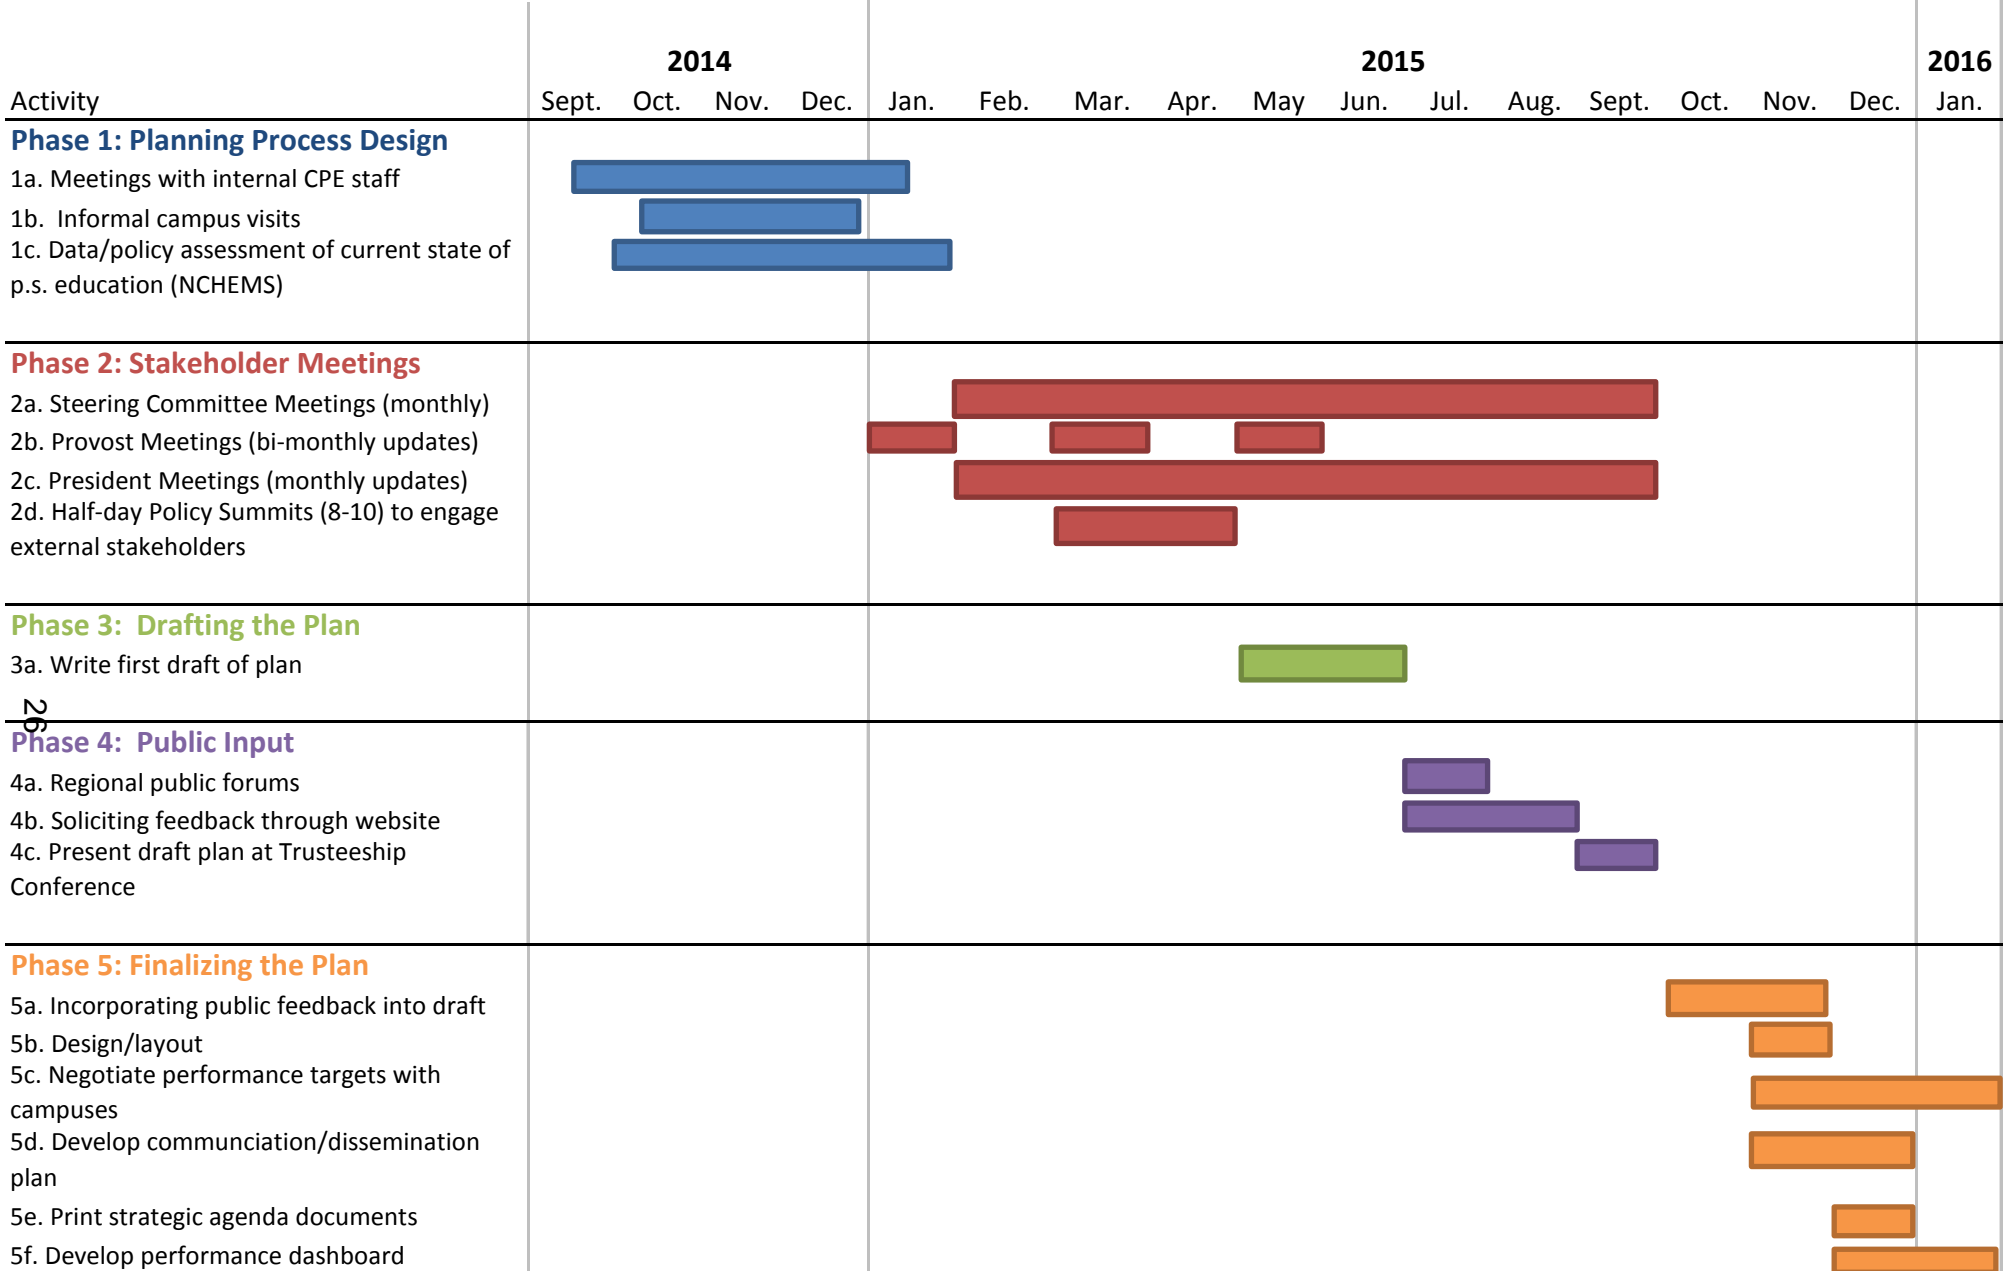 2014 2015 2016
Activity Sept. Oct. Nov. Dec. Jan. Feb. Mar. Apr. May Jun. Jul. Aug. Sept. Oct. Nov. Dec. Jan.
Phase 1: Planning Process Design
1a. Meetings with internal CPE staff
1b. Informal campus visits
1c. Data/policy assessment of current state of
p.s. education (NCHEMS)
Phase 2: Stakeholder Meetings
2a. Steering Committee Meetings (monthly)
2b. Provost Meetings (bi-monthly updates)
2c. President Meetings (monthly updates)
2d. Half-day Policy Summits (8-10) to engage
external stakeholders
Phase 3: Drafting the Plan
3a. Write first draft of plan
26
Phase 4: Public Input
4a. Regional public forums
4b. Soliciting feedback through website
4c. Present draft plan at Trusteeship
Conference
Phase 5: Finalizing the Plan
5a. Incorporating public feedback into draft
5b. Design/layout
5c. Negotiate performance targets with
campuses
5d. Develop communciation/dissemination
plan
5e. Print strategic agenda documents
5f. Develop performance dashboard